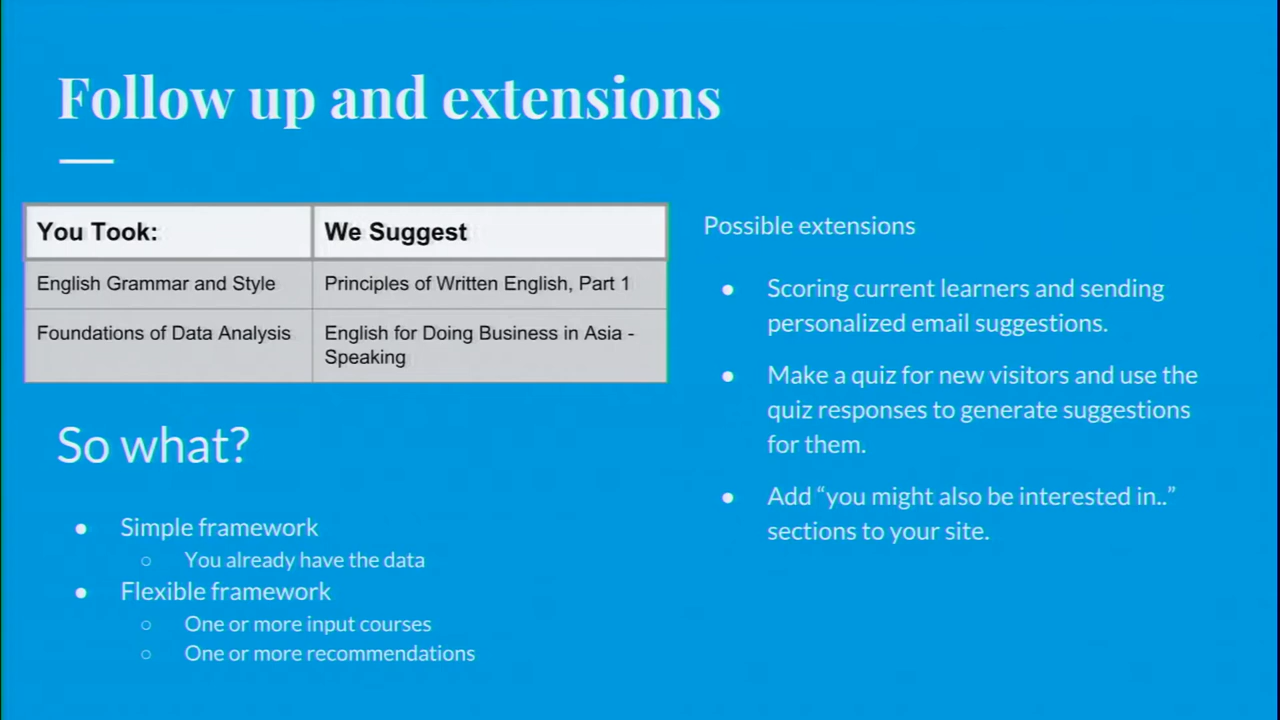 Follow up and extensions
You Took:
We Suggest
English Grammar and Style
Principles of Written English, Part 1
Foundations of Data Analysis
English for Doing Business in Asia -
Speaking
So what?
● Simple framework
○ You already have the data
● Flexible framework
○ One or more input courses
○ One or more recommendations
Possible extensions
● Scoring current learners and sending
personalized email suggestions.
● Make a quiz for new visitors and use the
quiz responses to generate suggestions
for them.
● Add “you might also be interested in..”
sections to your site.